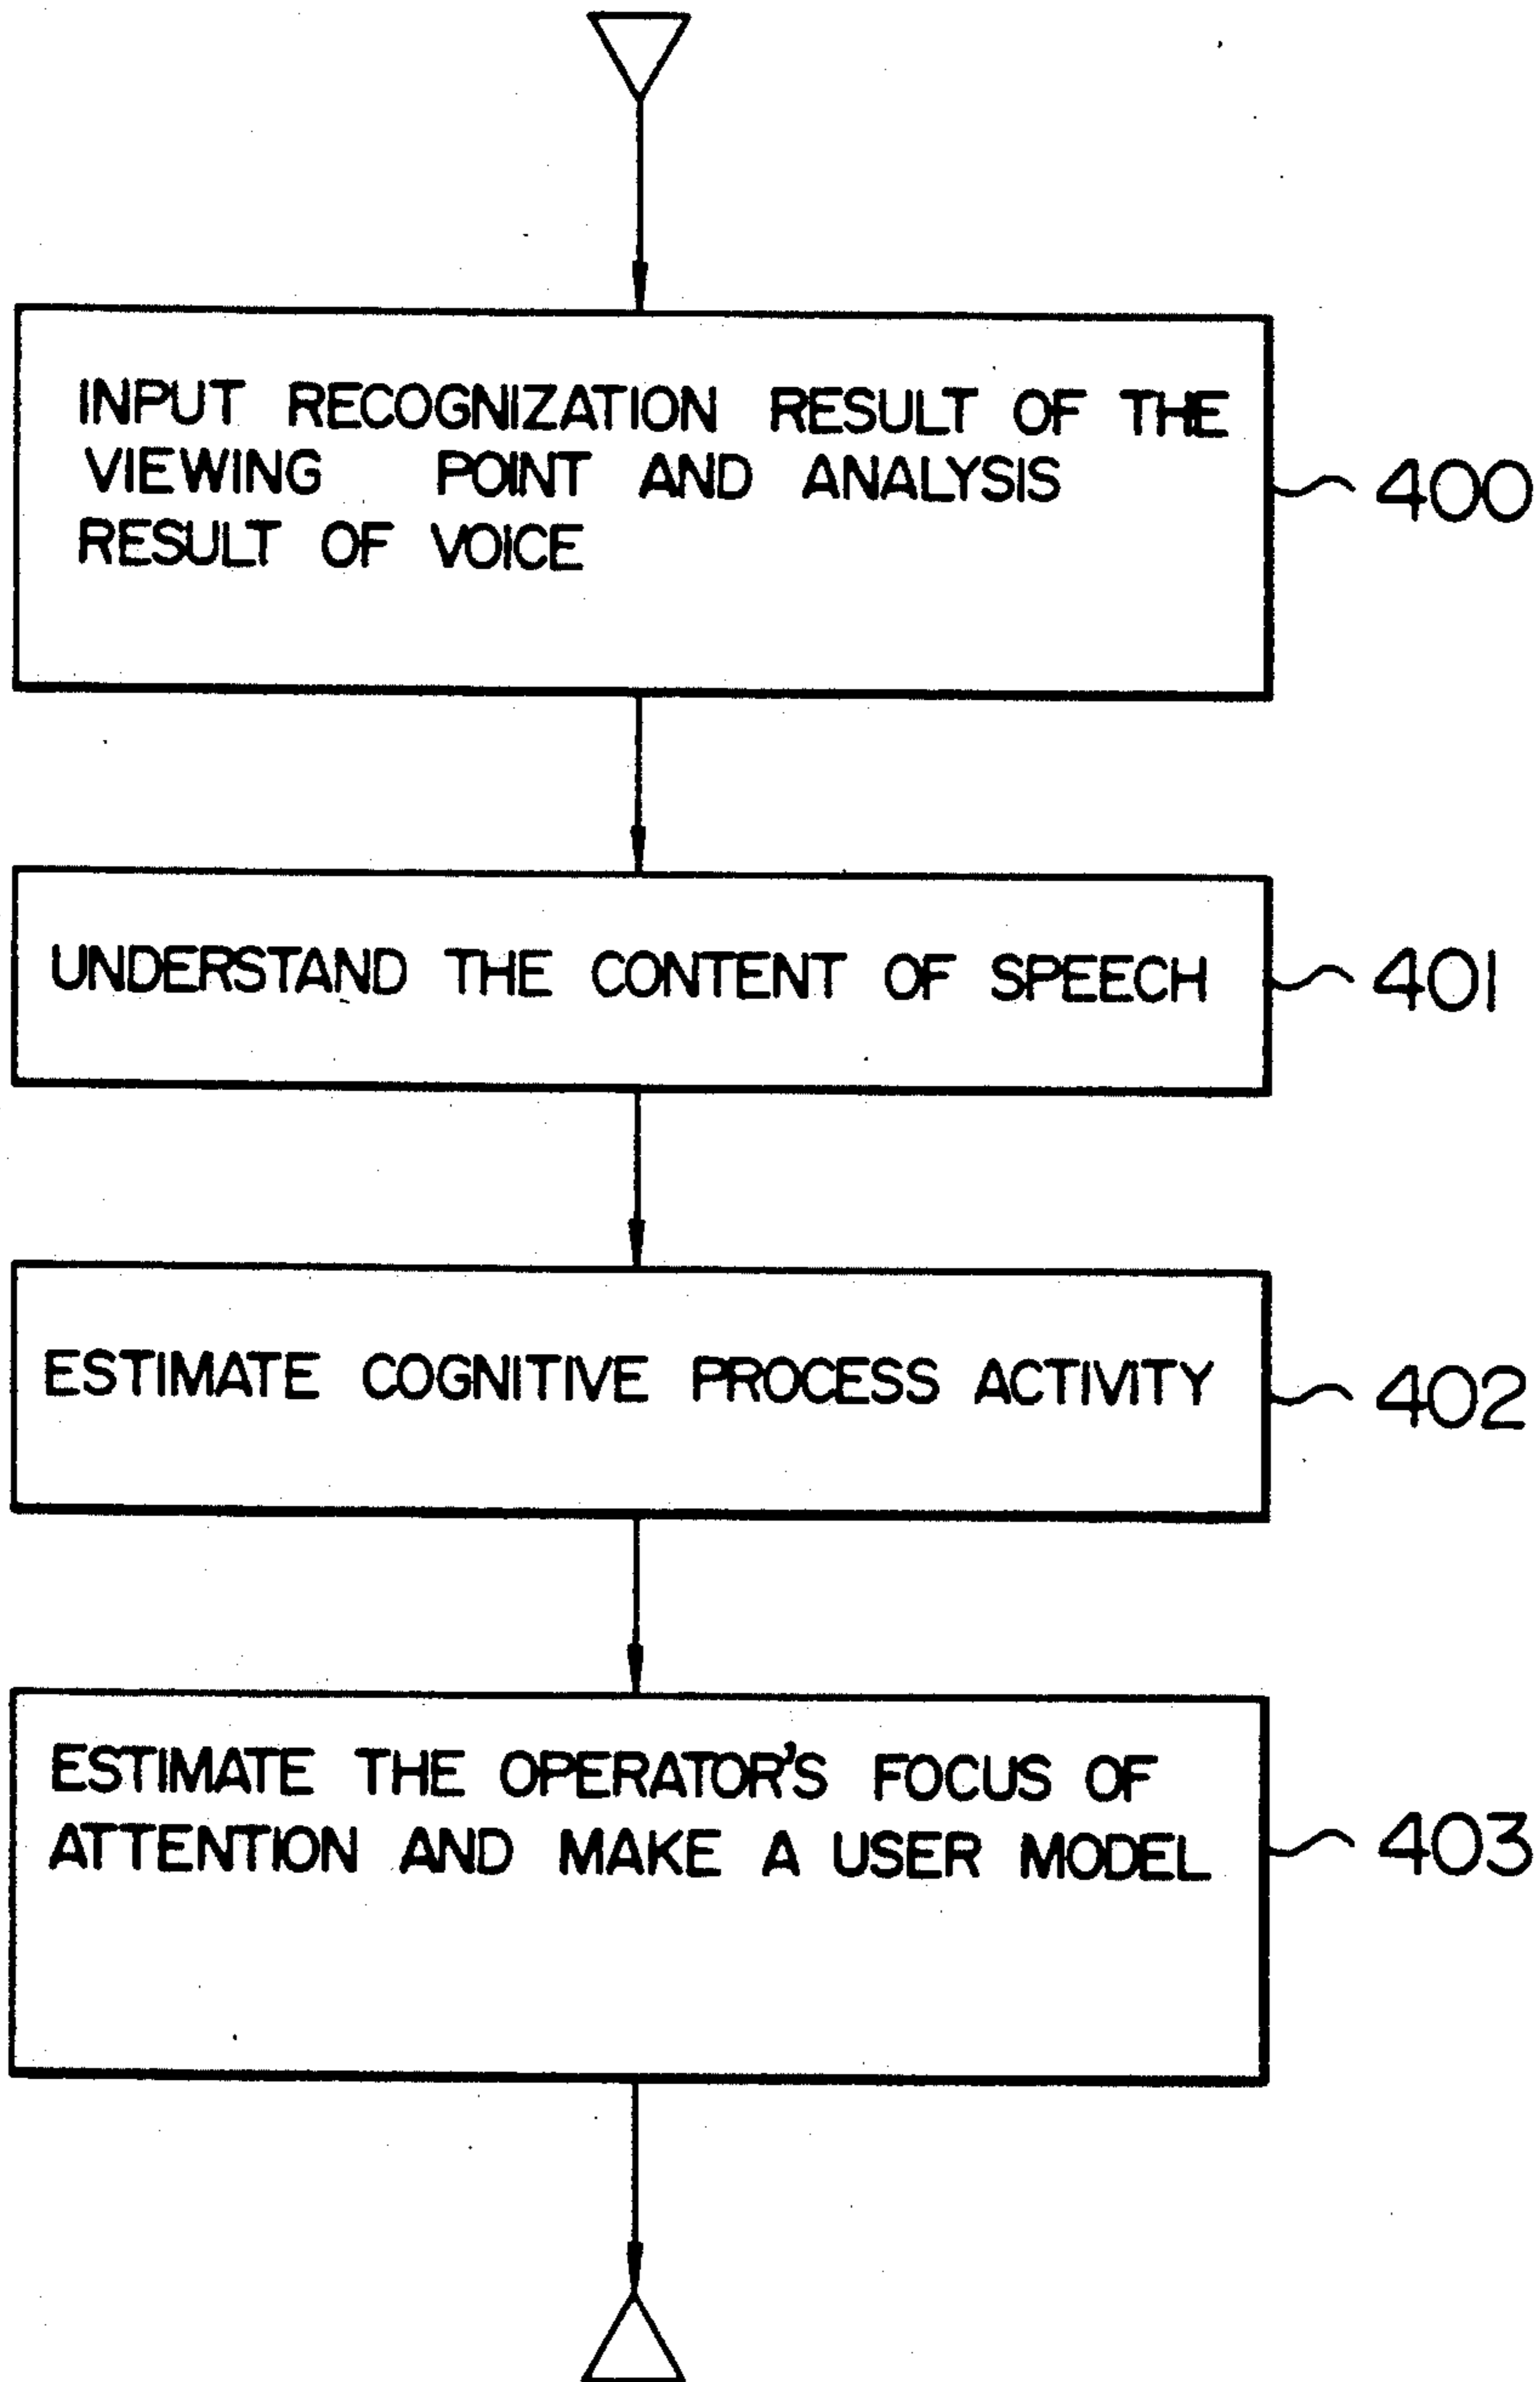 INPUT RECOGNIZATION RESULT OF THE
VIEWING POINT AND ANALYSIS
RESULT OF VOICE
400
UNDERSTAND THE CONTENT OF SPEECH
401
ESTIMATE COGNITIVE PROCESS ACTIVITY
402
ESTIMATE THE OPERATOR'S FOCUS OF
ATTENTION AND MAKE A USER MODEL
403